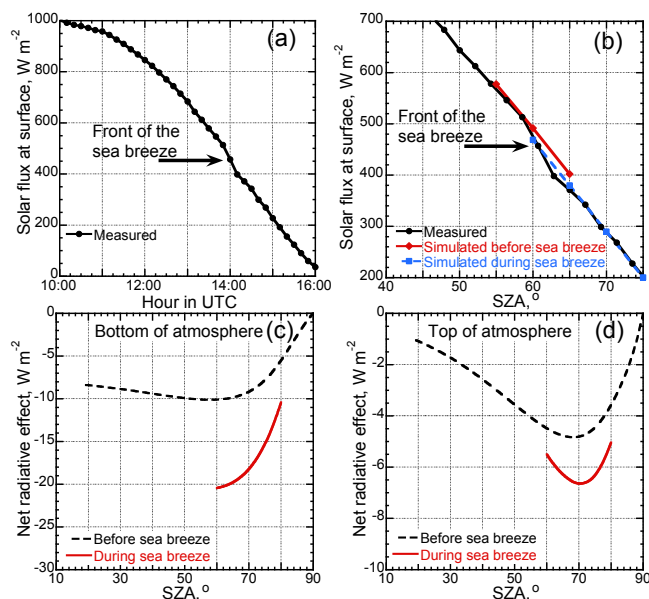 (a)
Solar flux at surface, W m-2
1000
800
600
400
200
0
Front of the
sea breeze
Measured
10:00
12:00
14:00
16:00
Hour in UTC
(b)
Solar flux at surface, W m-2
700
600
500
400
300
200
Front of the
sea breeze
Measured
Simulated before sea breeze
Simulated during sea breeze
40
50
60
70
SZA, º
Bottom of atmosphere (c)
Net radiative effect, W m-2
0
-5
-10
-15
-20
-25
-30
Before sea breeze
During sea breeze
10
30
50
70
90
SZA, º
Top of atmosphere (d)
Net radiative effect, W m-2
0
-2
-4
-6
-8
-10
Before sea breeze
During sea breeze
10
30
50
70
90
SZA, º